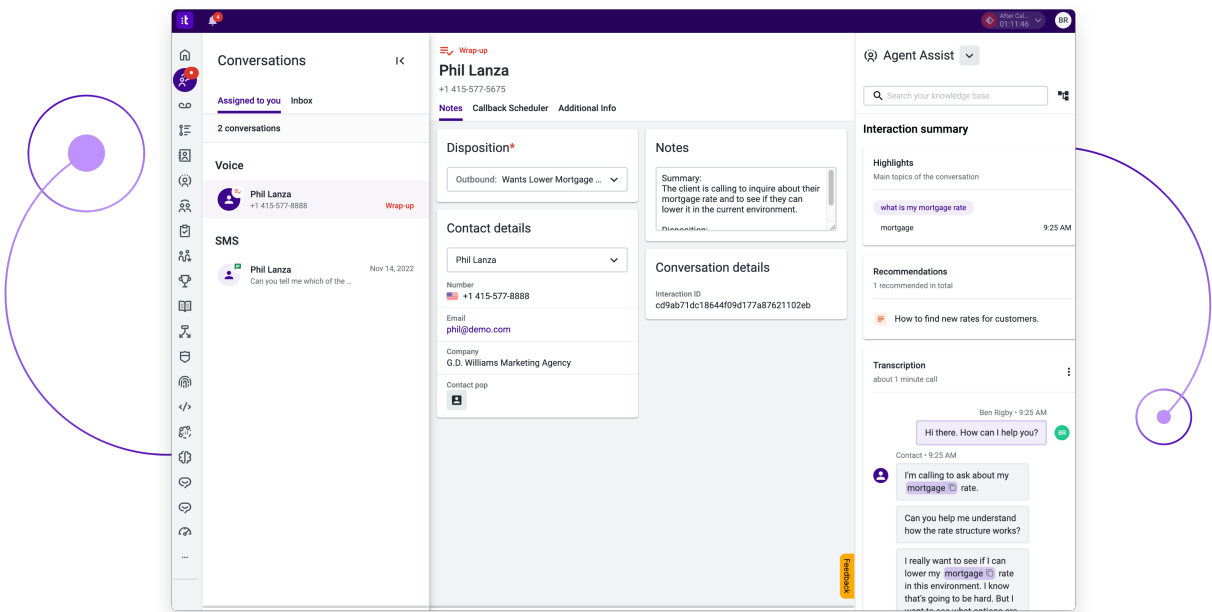 :t
4
After Cal...
01:11:46
BR
Conversations
Assigned to you Inbox
2 conversations
Voice
Phil Lanza
+1 415-577-8888
Wrap-up
SMS
Phil Lanza
Nov 14, 2022
Can you tell me which of the ...
Wrap-up
Phil Lanza
+1 415-577-5675
Notes Callback Scheduler Additional Info
Disposition*
Outbound: Wants Lower Mortgage ...
Contact details
Phil Lanza
Number
+1 415-577-8888
Email
phil@demo.com
Company
G.D. Williams Marketing Agency
Contact pop
Notes
Summary:
The client is calling to inquire about their
mortgage rate and to see if they can
lower it in the current environment.
Disposition:
Conversation details
Interaction ID
cd9ab71dc18644f09d177a87621102eb
Feedback
Agent Assist
Search your knowledge base
Interaction summary
Highlights
Main topics of the conversation
what is my mortgage rate
mortgage
9:25 AM
Recommendations
1 recommended in total
How to find new rates for customers.
Transcription
about 1 minute call
Ben Rigby • 9:25 AM
Hi there. How can I help you?
BR
Contact • 9:25 AM
I'm calling to ask about my
mortgage rate.
Can you help me understand
how the rate structure works?
I really want to see if I can
lower my mortgage rate
in this environment. I know
that's going to be hard. But I
want to see what options are